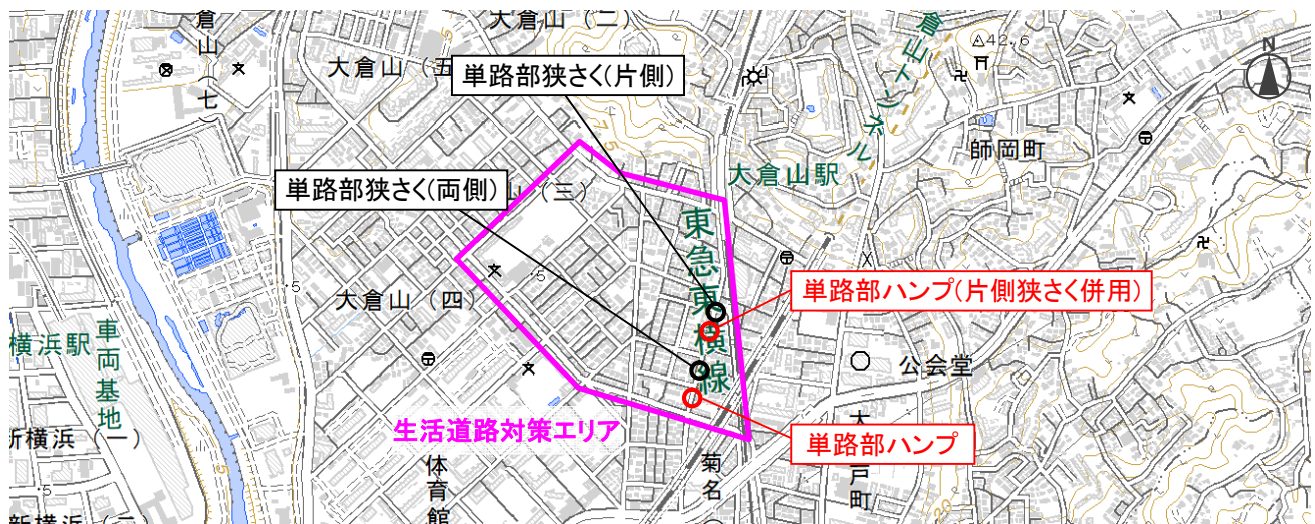 大倉山（二）
倉山（七）
大倉山（五
単路部狭さく(片側)
42.6
N
師岡町
大倉山駅
単路部狭さく(両側)
山（三）
東急東横線
大倉山トンネル
75
5
5
大倉山（四）
単路部ハンプ(片側狭さく併用)
横浜駅
車両基地
公会堂
生活道路対策エリア
単路部ハンプ
新横浜（一）
体育館
菊名
大
戸町
5
新横浜（二）